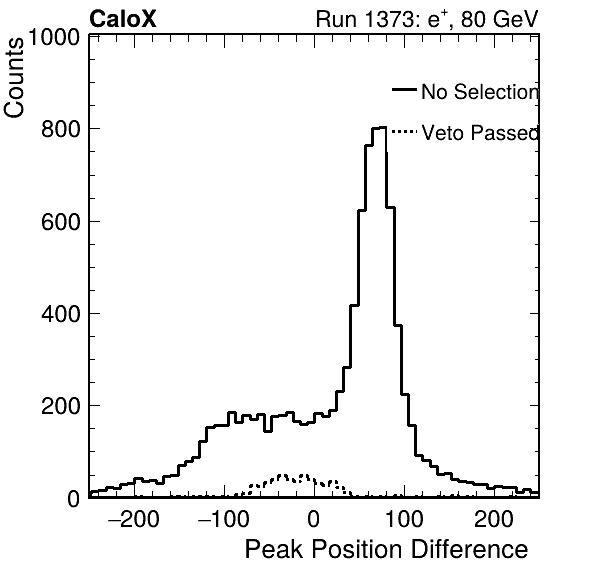 CaloX Run 1373: e⁺, 80 GeV
Counts
1000
No Selection
800
Veto Passed
600
400
200
0
−200 −100 0 100 200
Peak Position Difference